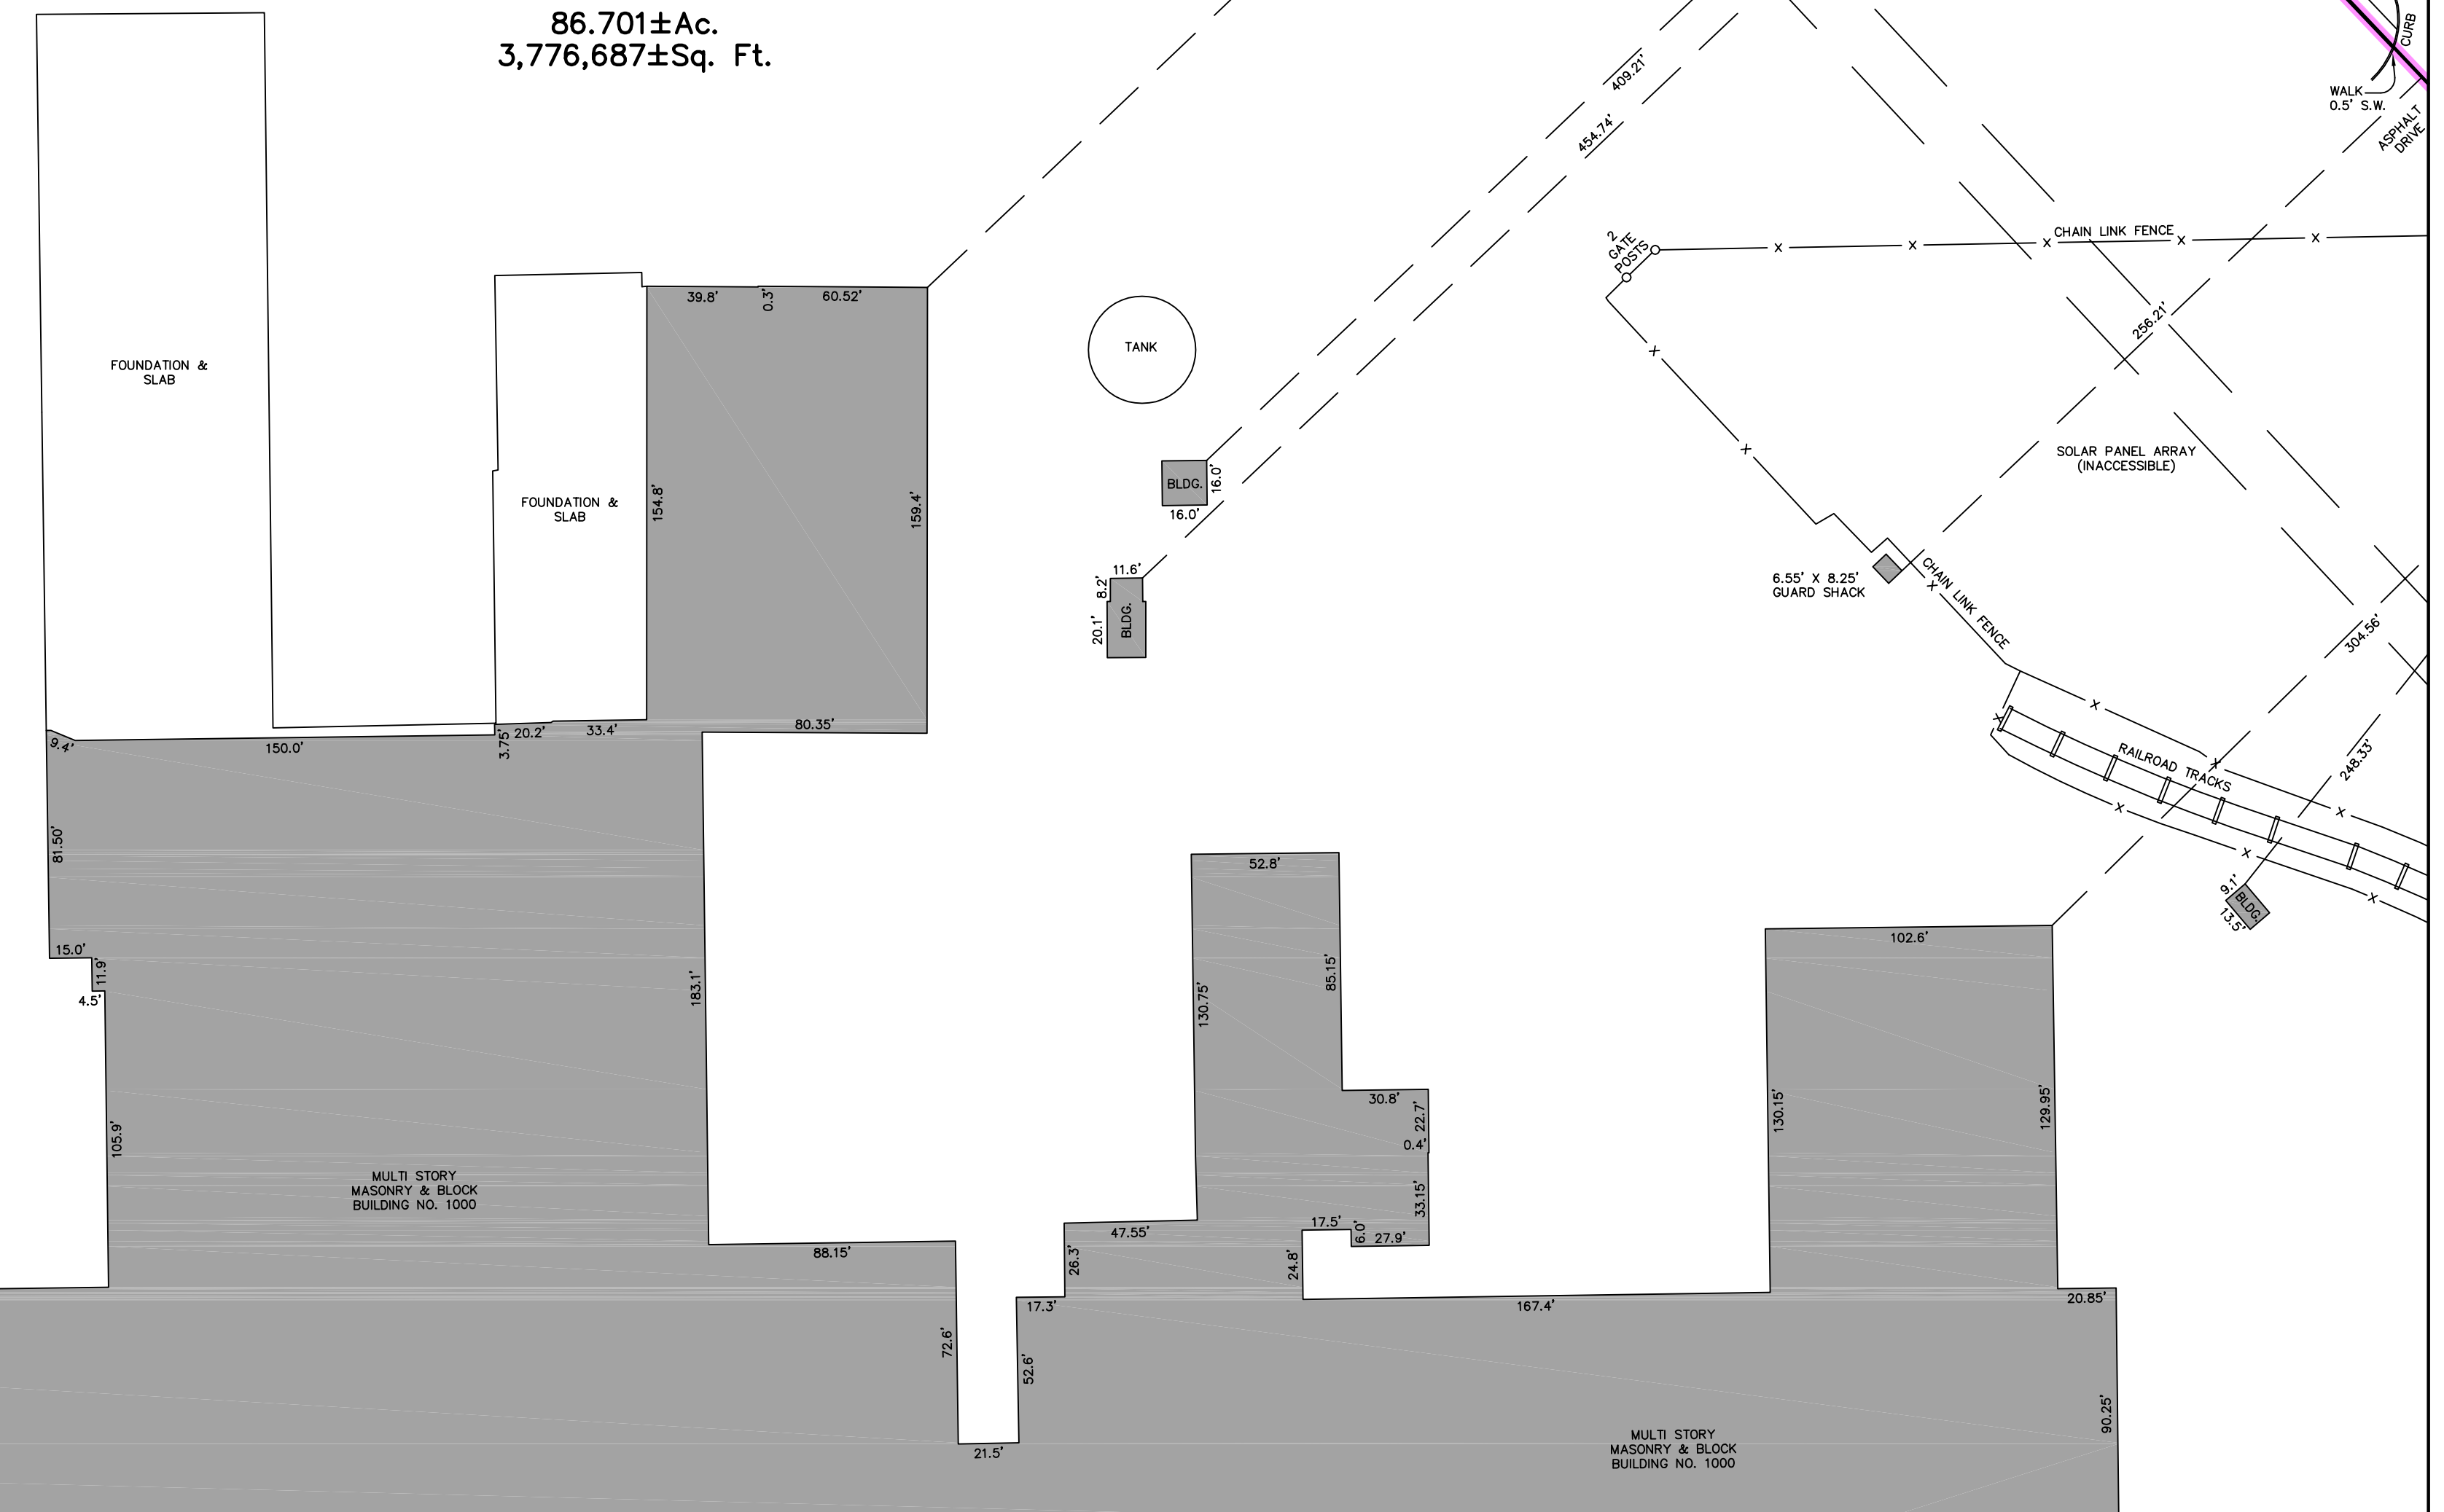 86.701±Ac.
3,776,687±Sq. Ft.
CURB
WALK
0.5' S.W.
ASPHALT
DRIVE
409.21'
454.74'
2
GATE
POSTS
CHAIN LINK FENCE
256.21'
39.8'
0.3'
60.52'
TANK
FOUNDATION &
SLAB
FOUNDATION &
SLAB
154.8'
159.4'
BLDG.
16.0'
16.0'
SOLAR PANEL ARRAY
(INACCESSIBLE)
11.6'
8.2'
BLDG.
20.1'
6.55' X 8.25'
GUARD SHACK
CHAIN LINK FENCE
304.56'
248.33'
RAILROAD TRACKS
9.4'
150.0'
3.75'
20.2'
33.4'
80.35'
81.50'
52.8'
9.1'
BLDG.
13.5'
102.6'
15.0'
11.9'
4.5'
183.1'
130.75'
85.15'
30.8'
22.7'
0.4'
33.15'
130.15'
129.95'
105.9'
MULTI STORY
MASONRY & BLOCK
BUILDING NO. 1000
88.15'
47.55'
26.3'
17.5'
6.0'
27.9'
24.8'
17.3'
167.4'
20.85'
72.6'
52.6'
21.5'
90.25'
MULTI STORY
MASONRY & BLOCK
BUILDING NO. 1000